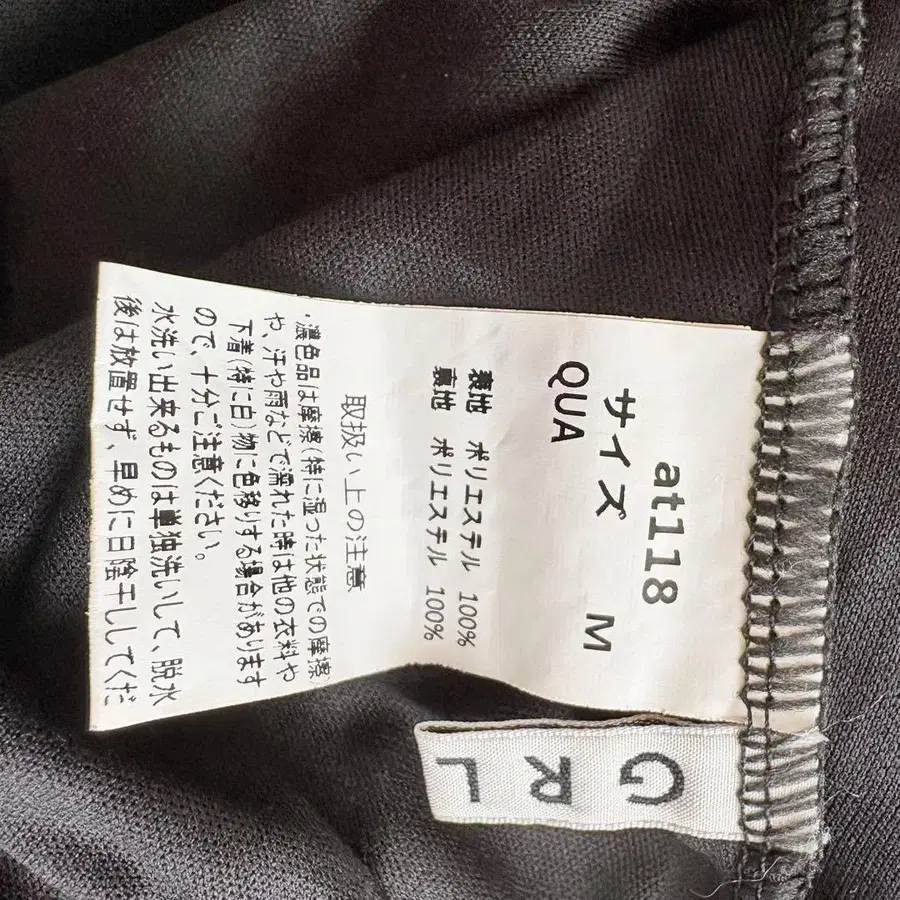 at118
サイズ M
QUA
表地 ポリエステル 100%
裏地 ポリエステル 100%
取扱い上の注意
・濃色品は摩擦(特に湿った状態での摩擦)
や、汗や雨などで濡れた時は他の衣料や
下着(特に白)物に色移りする場合があります
ので、十分ご注意ください。
水洗い出来るものは単独洗いして、脱水
後は放置せず、早めに日陰干ししてくだ
GRL